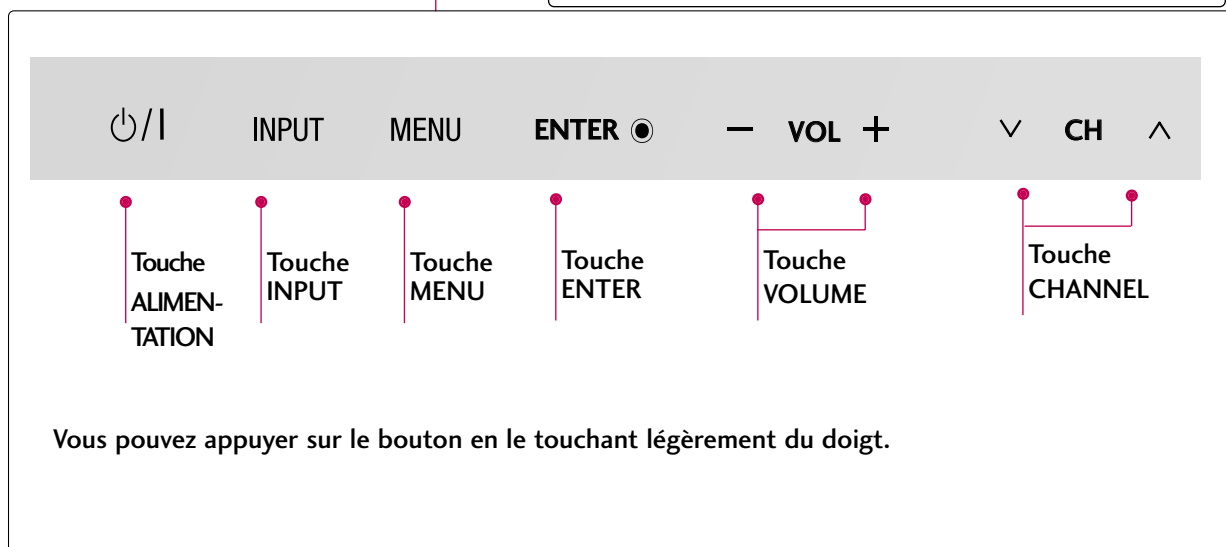 ⏻/I INPUT MENU ENTER ◉ − VOL + ∨ CH ∧
Touche
ALIMEN-
TATION
Touche
INPUT
Touche
MENU
Touche
ENTER
Touche
VOLUME
Touche
CHANNEL
Vous pouvez appuyer sur le bouton en le touchant légèrement du doigt.